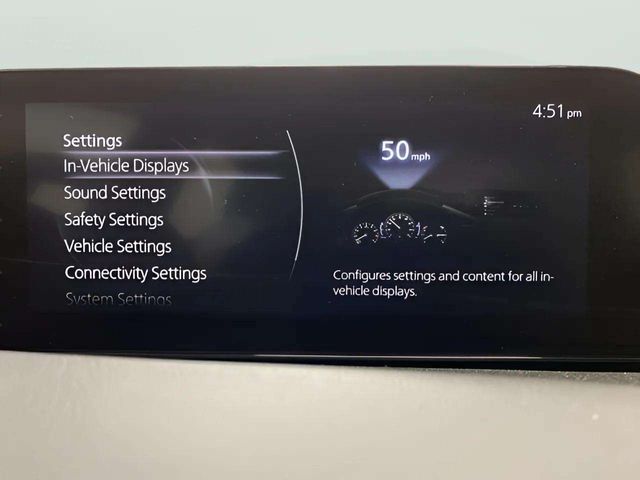 4:51 pm
Settings
In-Vehicle Displays
Sound Settings
Safety Settings
Vehicle Settings
Connectivity Settings
System Settings
50 mph
Configures settings and content for all in-
vehicle displays.